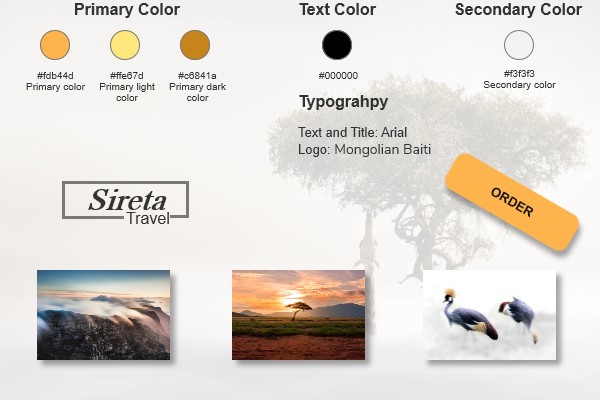 Primary Color
Text Color
Secondary Color
#fdb44d
Primary color
#ffe67d
Primary light
color
#c6841a
Primary dark
color
#000000
#f3f3f3
Secondary color
Typograhpy
Text and Title: Arial
Logo: Mongolian Baiti
ORDER
Sireta
Travel